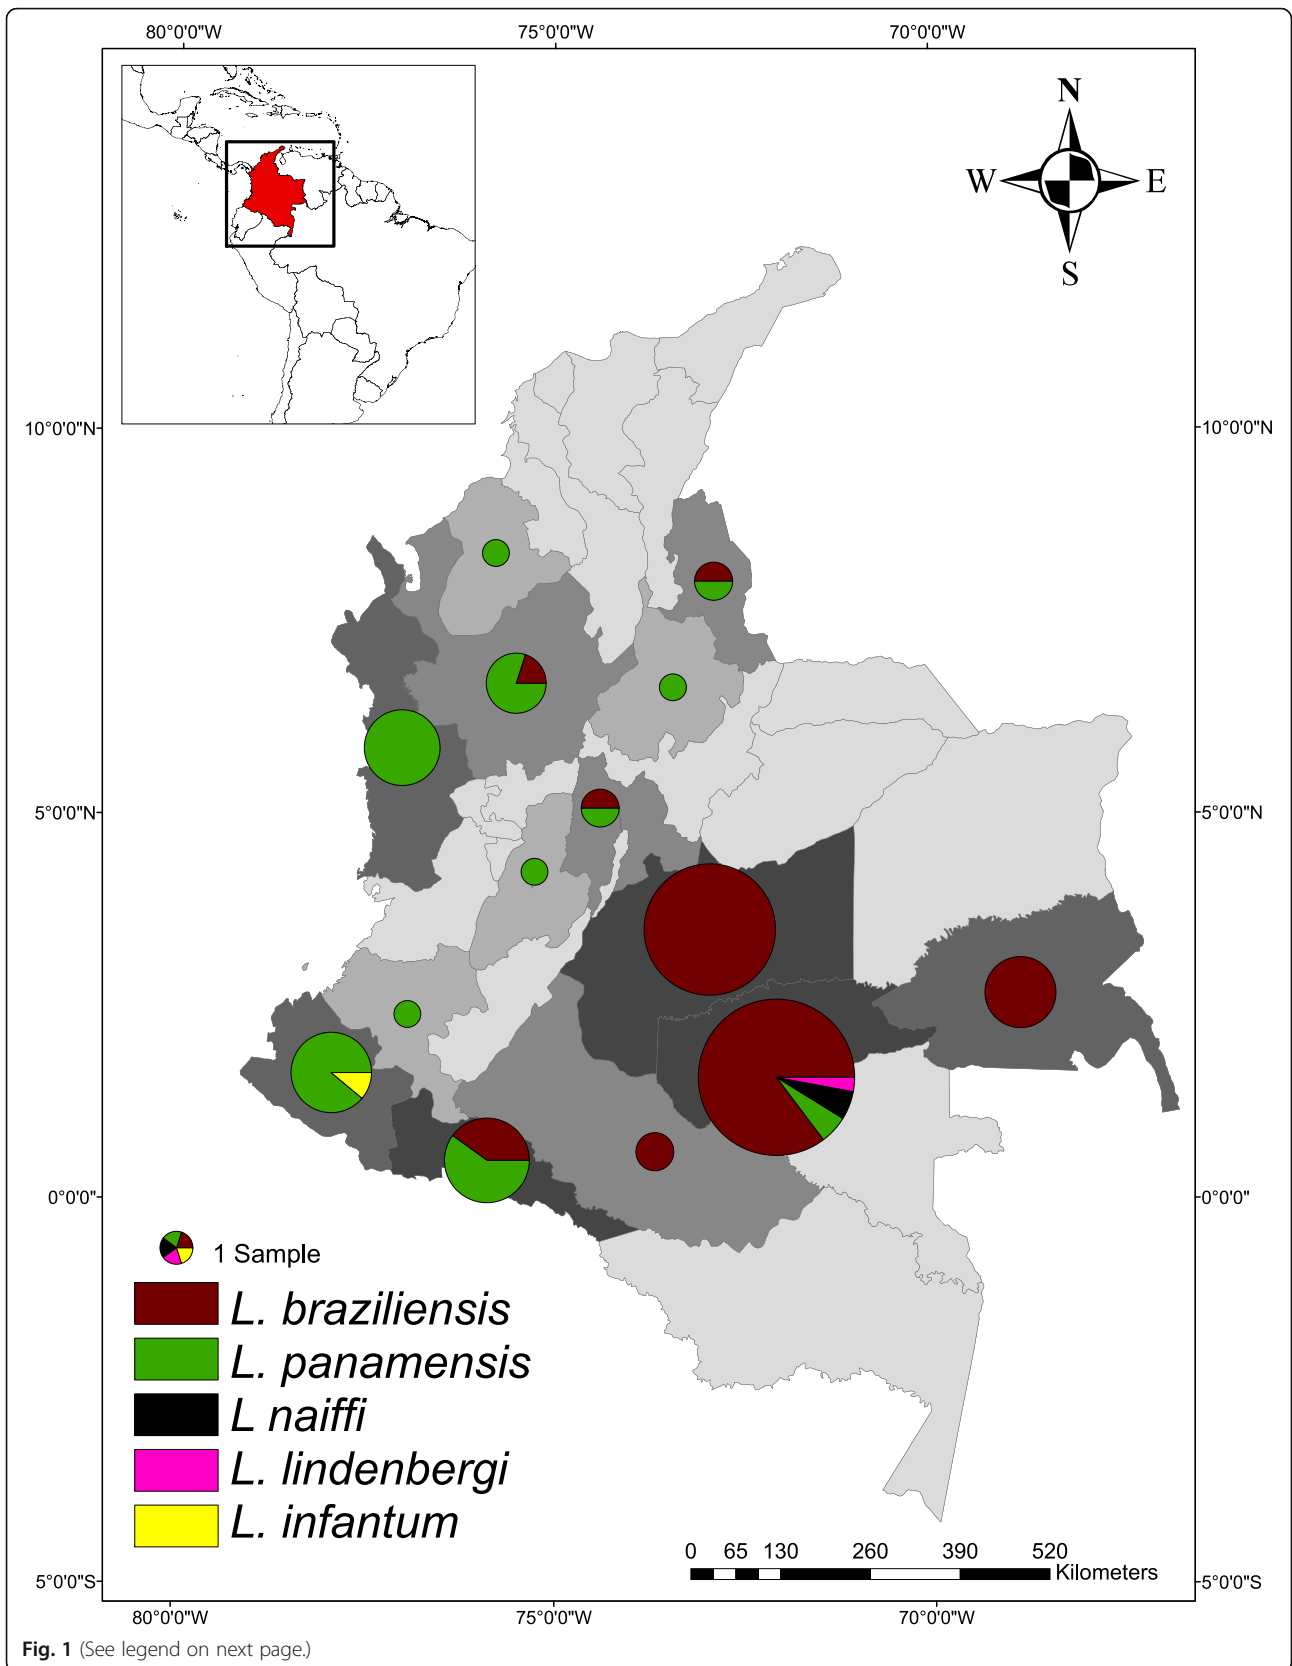 80°0'0"W 75°0'0"W 70°0'0"W
N
W E
S
10°0'0"N 10°0'0"N
5°0'0"N 5°0'0"N
0°0'0" 0°0'0"
1 Sample
L. braziliensis
L. panamensis
L naiffi
L. lindenbergi
L. infantum
0 65 130 260 390 520
Kilometers
5°0'0"S 5°0'0"S
80°0'0"W 75°0'0"W 70°0'0"W
Fig. 1 (See legend on next page.)